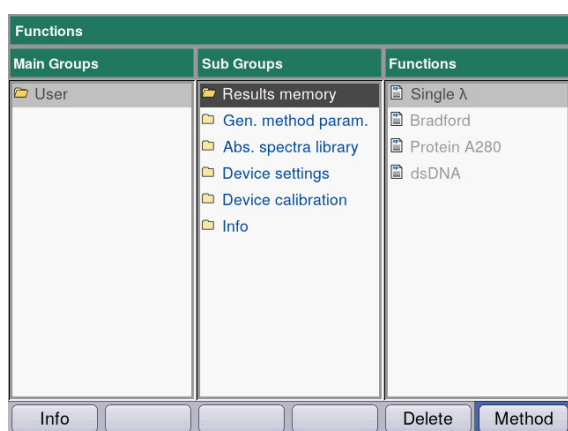 Functions
Main Groups
Sub Groups
Functions
User
Results memory
Gen. method param.
Abs. spectra library
Device settings
Device calibration
Info
Single λ
Bradford
Protein A280
dsDNA
Info
Delete
Method